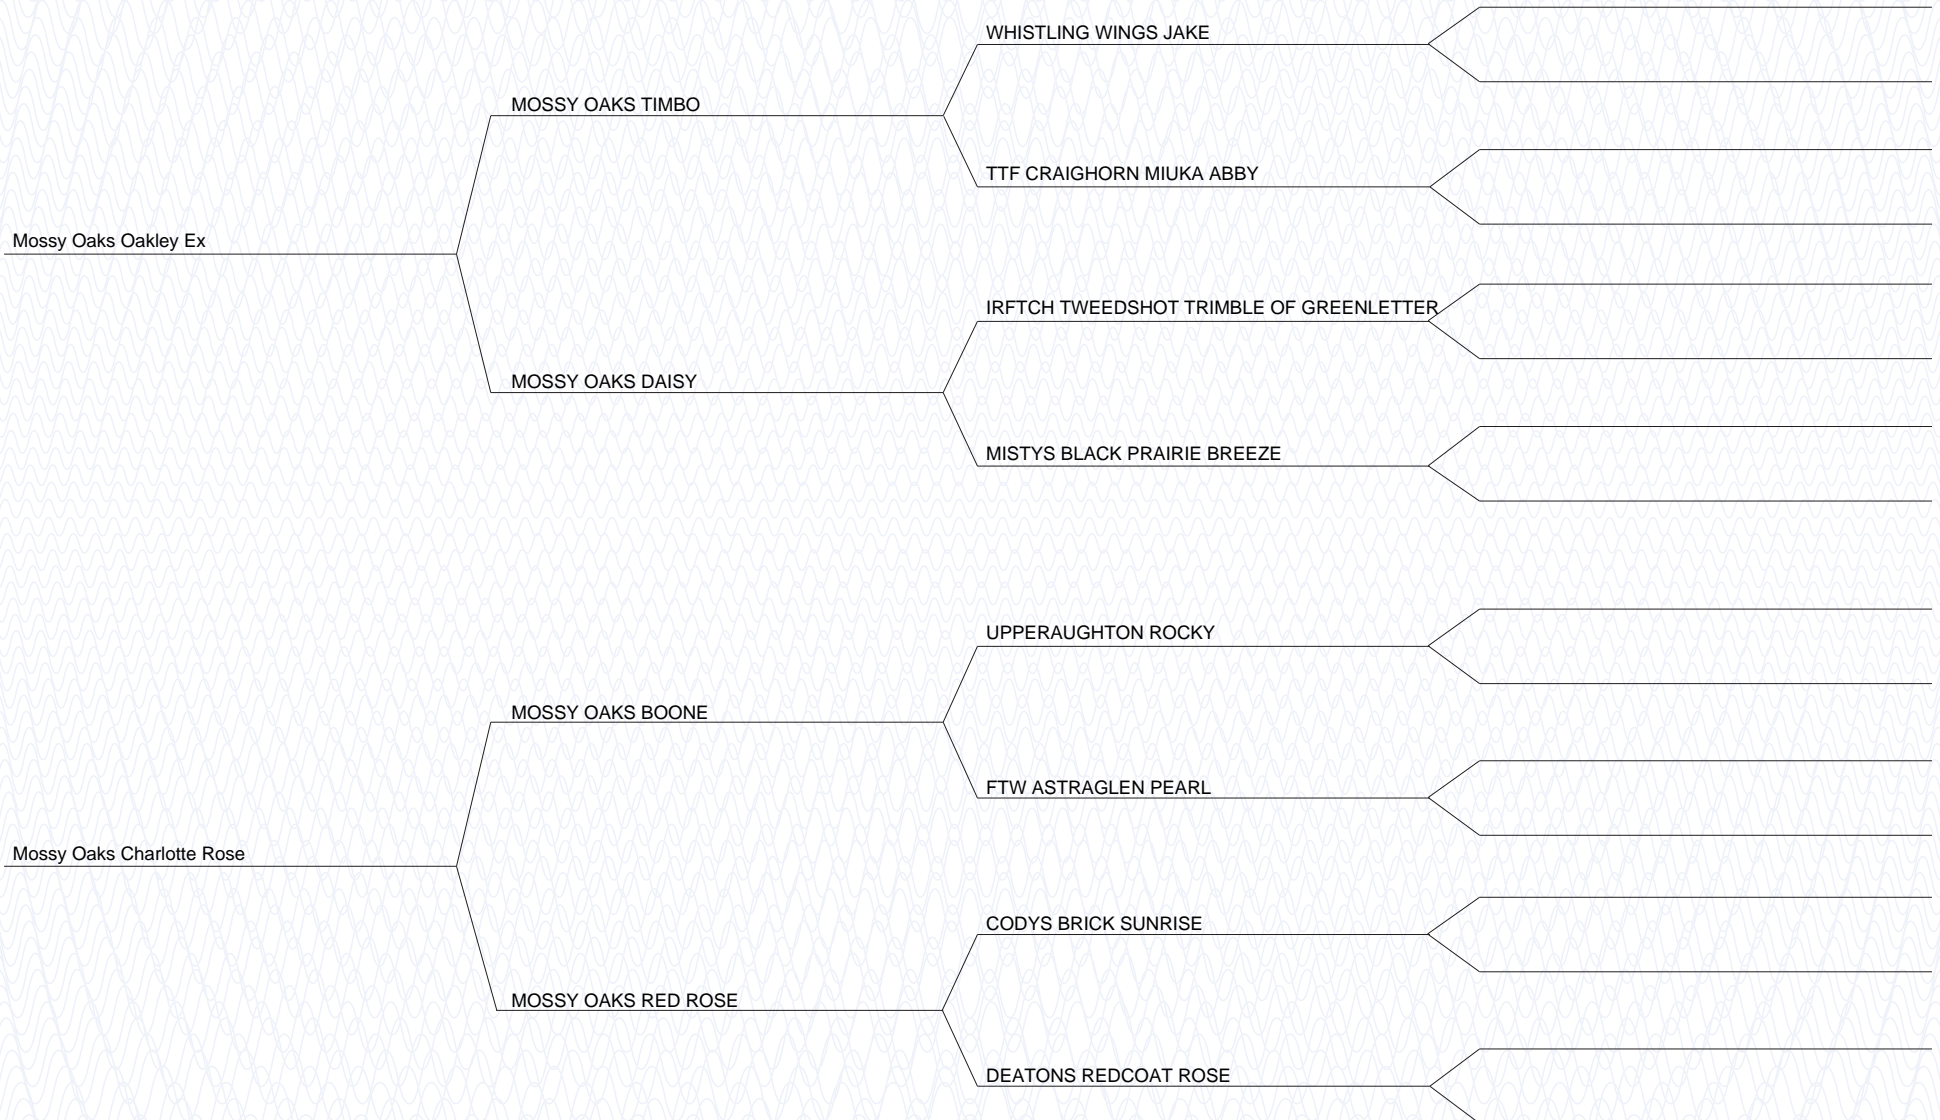 WHISTLING WINGS JAKE
MOSSY OAKS TIMBO
TTF CRAIGHORN MIUKA ABBY
Mossy Oaks Oakley Ex
IRFTCH TWEEDSHOT TRIMBLE OF GREENLETTER
MOSSY OAKS DAISY
MISTYS BLACK PRAIRIE BREEZE
UPPERAUGHTON ROCKY
MOSSY OAKS BOONE
FTW ASTRAGLEN PEARL
Mossy Oaks Charlotte Rose
CODYS BRICK SUNRISE
MOSSY OAKS RED ROSE
DEATONS REDCOAT ROSE